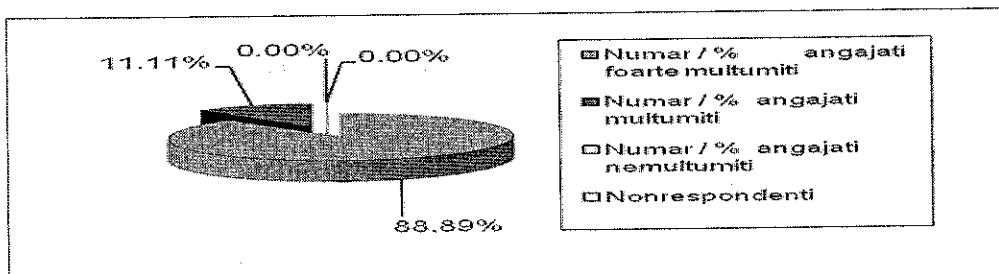 0.00%
0.00%
11.11%
88.89%
Numar / % angajati
foarte multumiti
Numar / % angajati
multumiti
Numar / % angajati
nemultumiti
Nonrespondenti